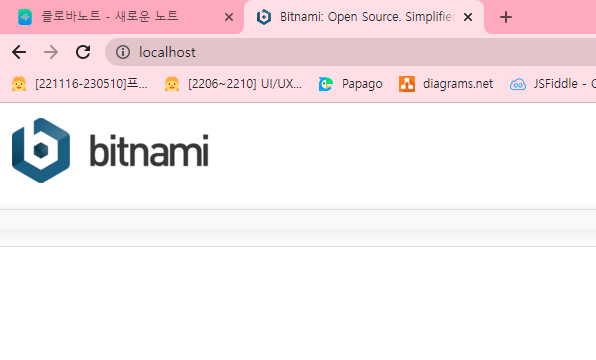 클로바노트 - 새로운 노트
Bitnami: Open Source. Simplified
localhost
[221116-230510]프...
[2206~2210] UI/UX...
Papago
diagrams.net
JSFiddle - C
bitnami